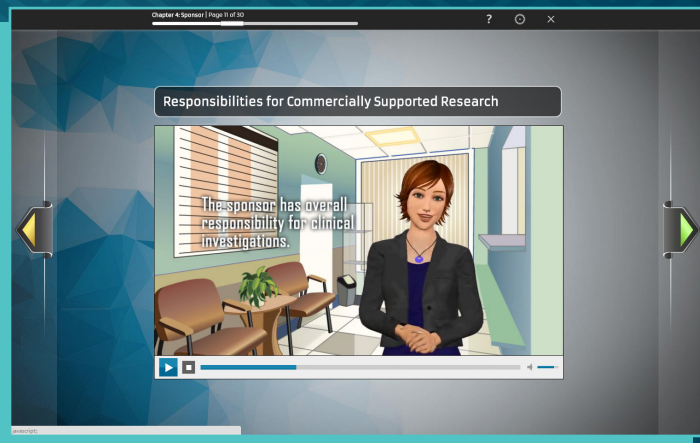 Chapter 4: Sponsor | Page 11 of 30
?
Responsibilities for Commercially Supported Research
The sponsor has overall
responsibility for clinical
investigations.
javascript: